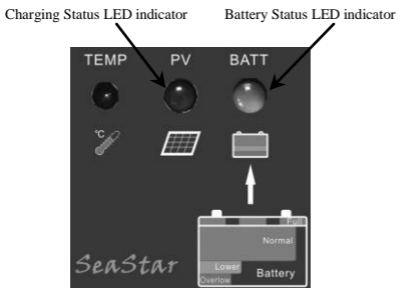 Charging Status LED indicator Battery Status LED indicator
TEMP PV BATT
°C
Full
Normal
Lower
Overlow
Battery
SeaStar